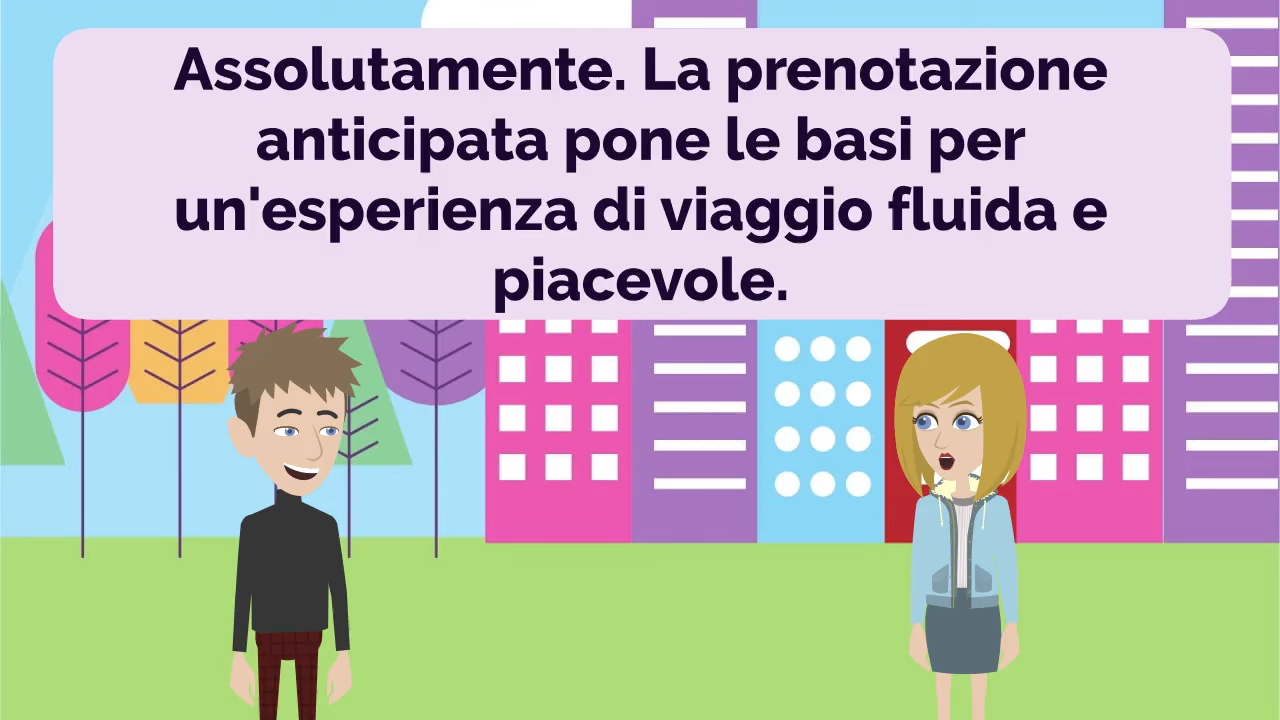 Assolutamente. La prenotazione
anticipata pone le basi per
un'esperienza di viaggio fluida e
piacevole.